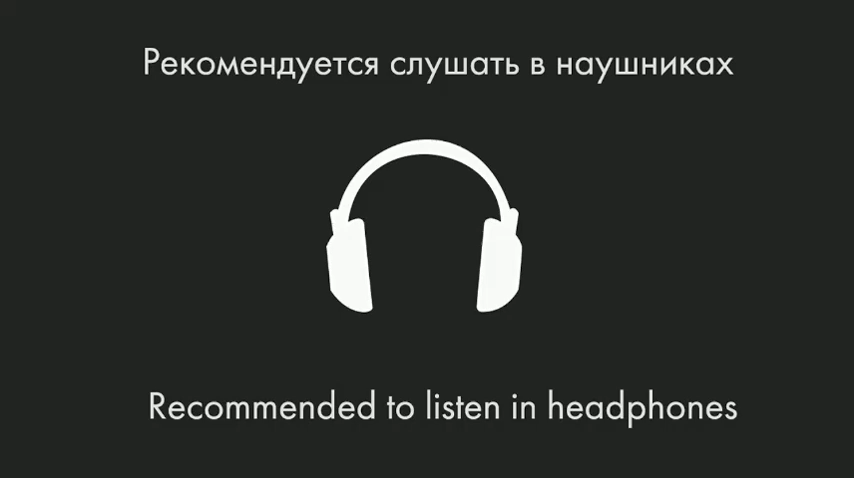 Рекомендуется слушать в наушниках
Recommended to listen in headphones